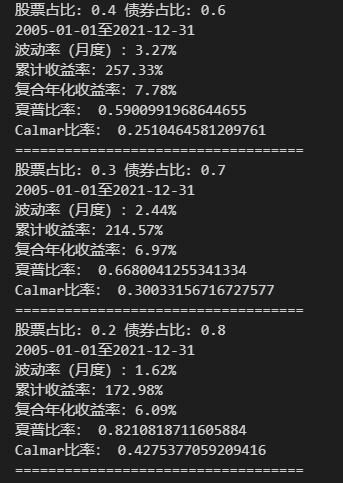 股票占比: 0.4 债券占比: 0.6
2005-01-01至2021-12-31
波动率（月度）: 3.27%
累计收益率: 257.33%
复合年化收益率: 7.78%
夏普比率:  0.5900991968644655
Calmar比率:  0.2510464581209761
===================================
股票占比: 0.3 债券占比: 0.7
2005-01-01至2021-12-31
波动率（月度）: 2.44%
累计收益率: 214.57%
复合年化收益率: 6.97%
夏普比率:  0.6680041255341334
Calmar比率:  0.30033156716727577
===================================
股票占比: 0.2 债券占比: 0.8
2005-01-01至2021-12-31
波动率（月度）: 1.62%
累计收益率: 172.98%
复合年化收益率: 6.09%
夏普比率:  0.8210818711605884
Calmar比率:  0.4275377059209416
===================================